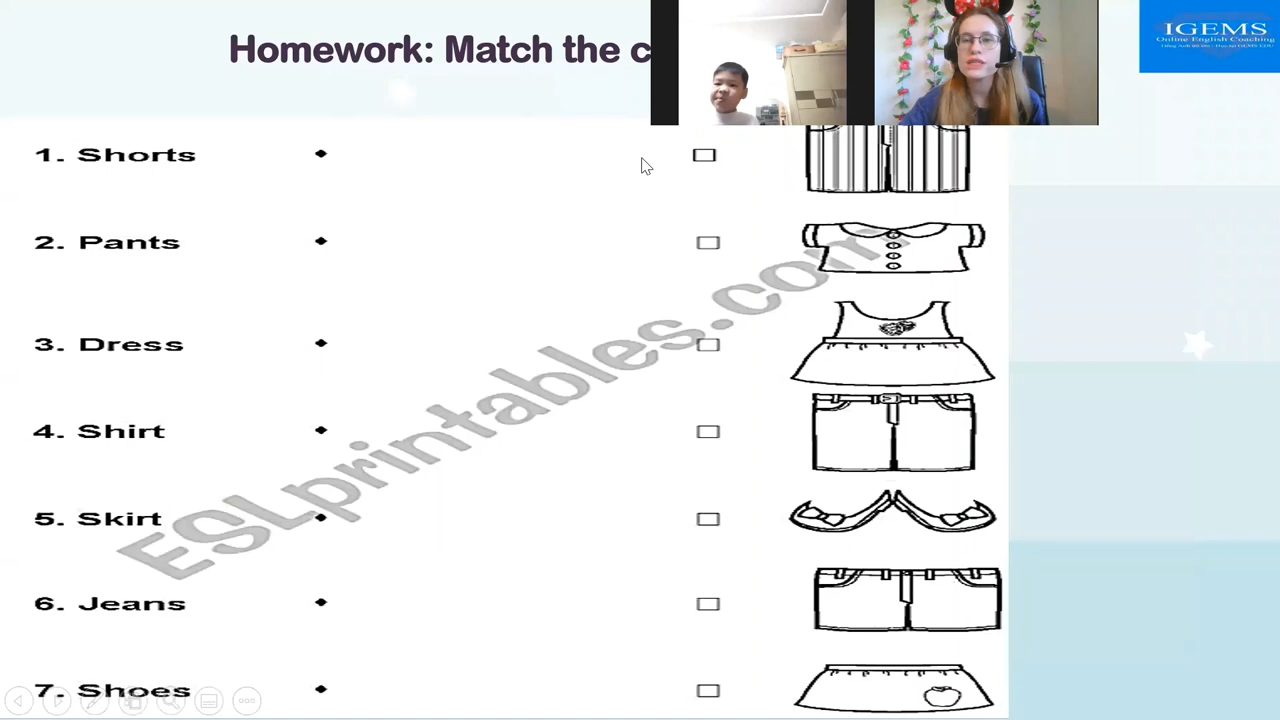 Homework: Match the c
IGEMS
Online English Coaching
1. Shorts
2. Pants
3. Dress
4. Shirt
5. Skirt
6. Jeans
7. Shoes
ESLprintables.com